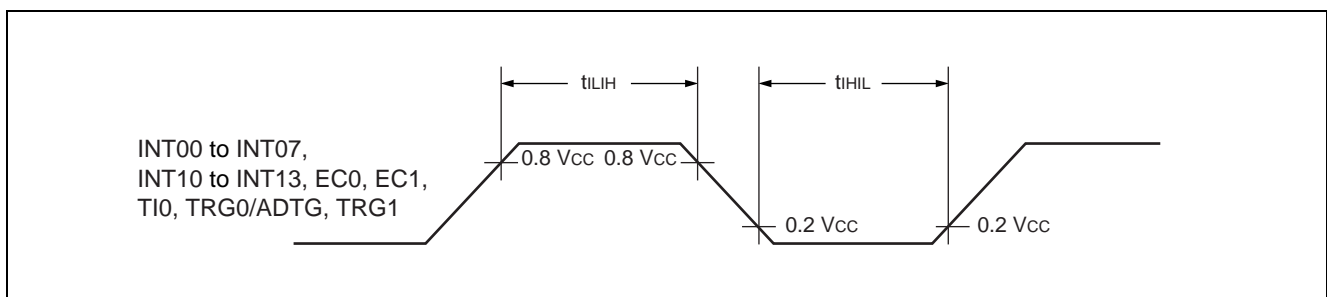 tILIH
tIHIL
INT00 to INT07,
INT10 to INT13, EC0, EC1,
TI0, TRG0/ADTG, TRG1
0.8 VCC 0.8 VCC
0.2 VCC
0.2 VCC